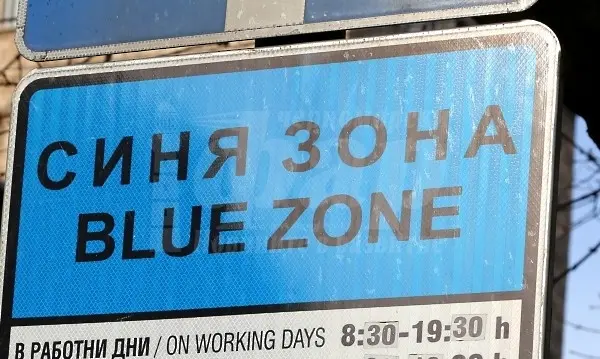 СИНЯ ЗОНА
BLUE ZONE
В РАБОТНИ ДНИ / ON WORKING DAYS 8:30-19:30 h